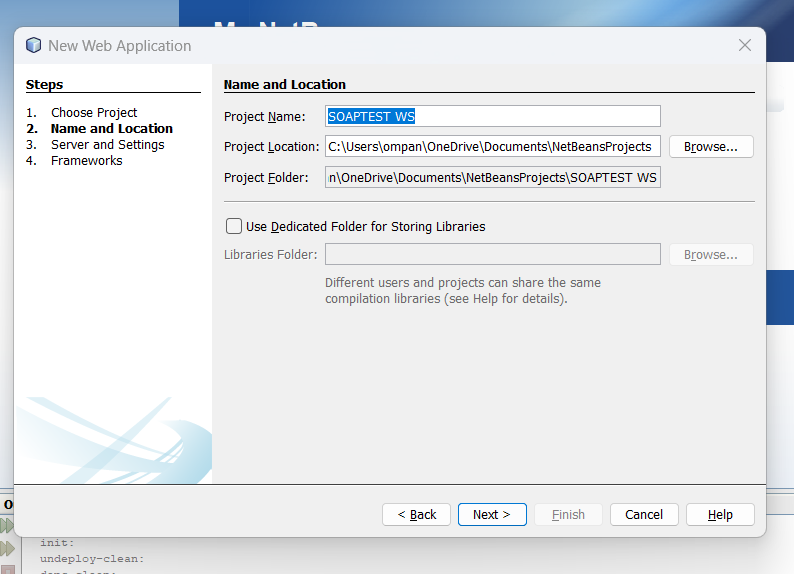 New Web Application
Steps
1. Choose Project
2. Name and Location
3. Server and Settings
4. Frameworks
Name and Location
Project Name: SOAPTEST WS
Project Location: C:\Users\ompan\OneDrive\Documents\NetBeansProjects Browse...
Project Folder: n\OneDrive\Documents\NetBeansProjects\SOAPTEST WS
Use Dedicated Folder for Storing Libraries
Libraries Folder: Browse...
Different users and projects can share the same
compilation libraries (see Help for details).
< Back Next > Finish Cancel Help
init:
undeploy-clean: